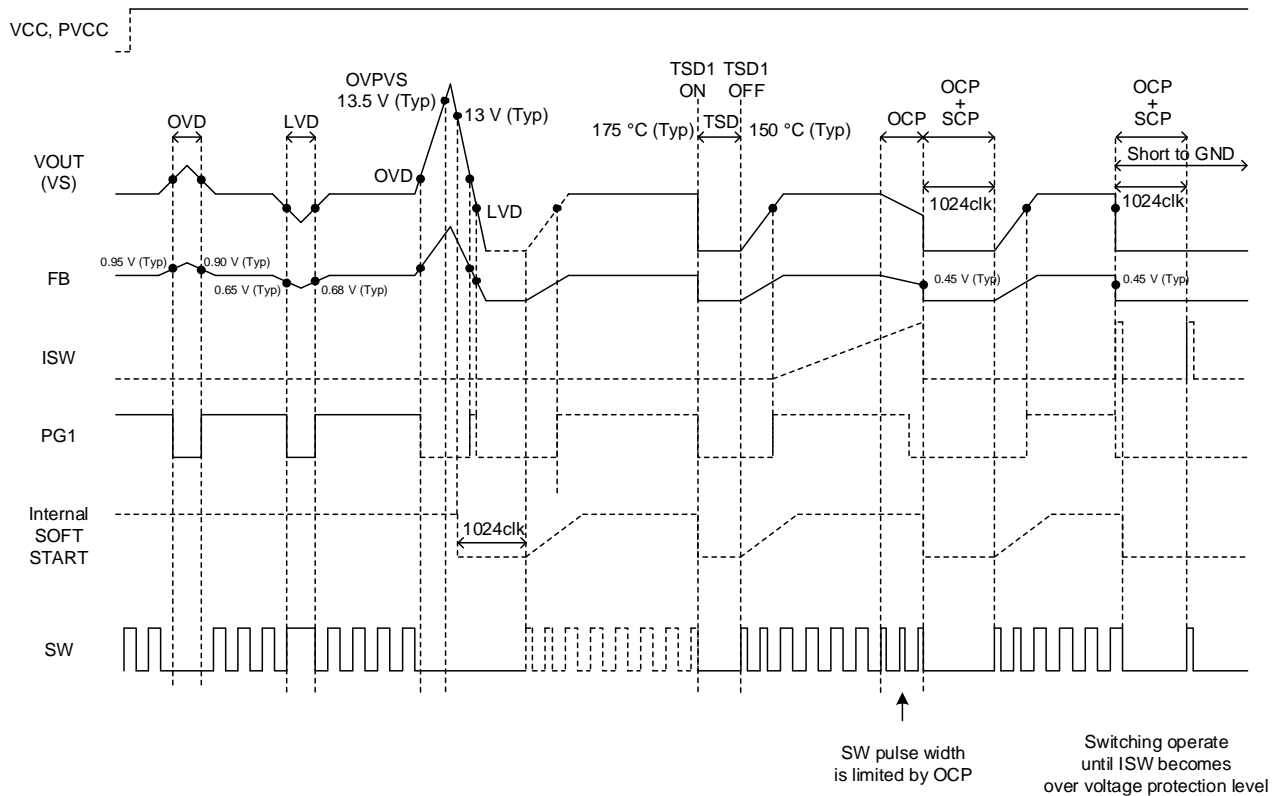 VCC, PVCC
OVD
LVD
OVPVS
13.5 V (Typ)
13 V (Typ)
TSD1
ON
TSD1
OFF
175 °C (Typ)
TSD
150 °C (Typ)
OCP
OCP
+
SCP
OCP
+
SCP
Short to GND
VOUT
(VS)
OVD
LVD
1024clk
1024clk
FB
0.95 V (Typ)
0.90 V (Typ)
0.65 V (Typ)
0.68 V (Typ)
0.45 V (Typ)
0.45 V (Typ)
ISW
PG1
Internal
SOFT
START
1024clk
SW
SW pulse width
is limited by OCP
Switching operate
until ISW becomes
over voltage protection level